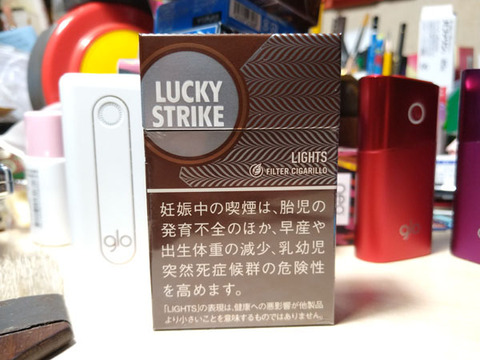 LUCKY
STRIKE
LIGHTS
FILTER CIGARILLO
妊娠中の喫煙は、胎児の
発育不全のほか、早産や
出生体重の減少、乳幼児
突然死症候群の危険性
を高めます。
「LIGHTS」の表現は、健康への悪影響が他製品
より小さいことを意味するものではありません。
glo
glo
glo